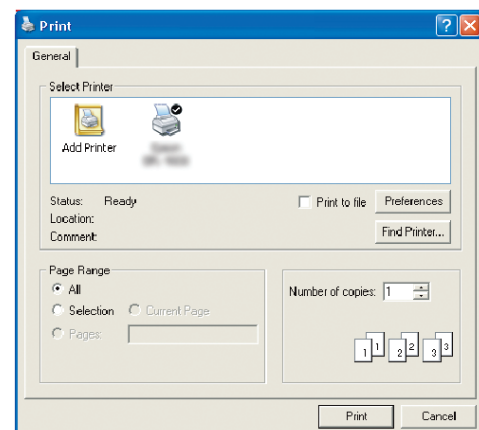 Print
General
Select Printer
Add Printer
Status: Ready
Print to file
Preferences
Location:
Comment:
Find Printer...
Page Range
All
Selection
Current Page
Pages:
Number of copies: 1
1 1 2 2 3 3
Print
Cancel